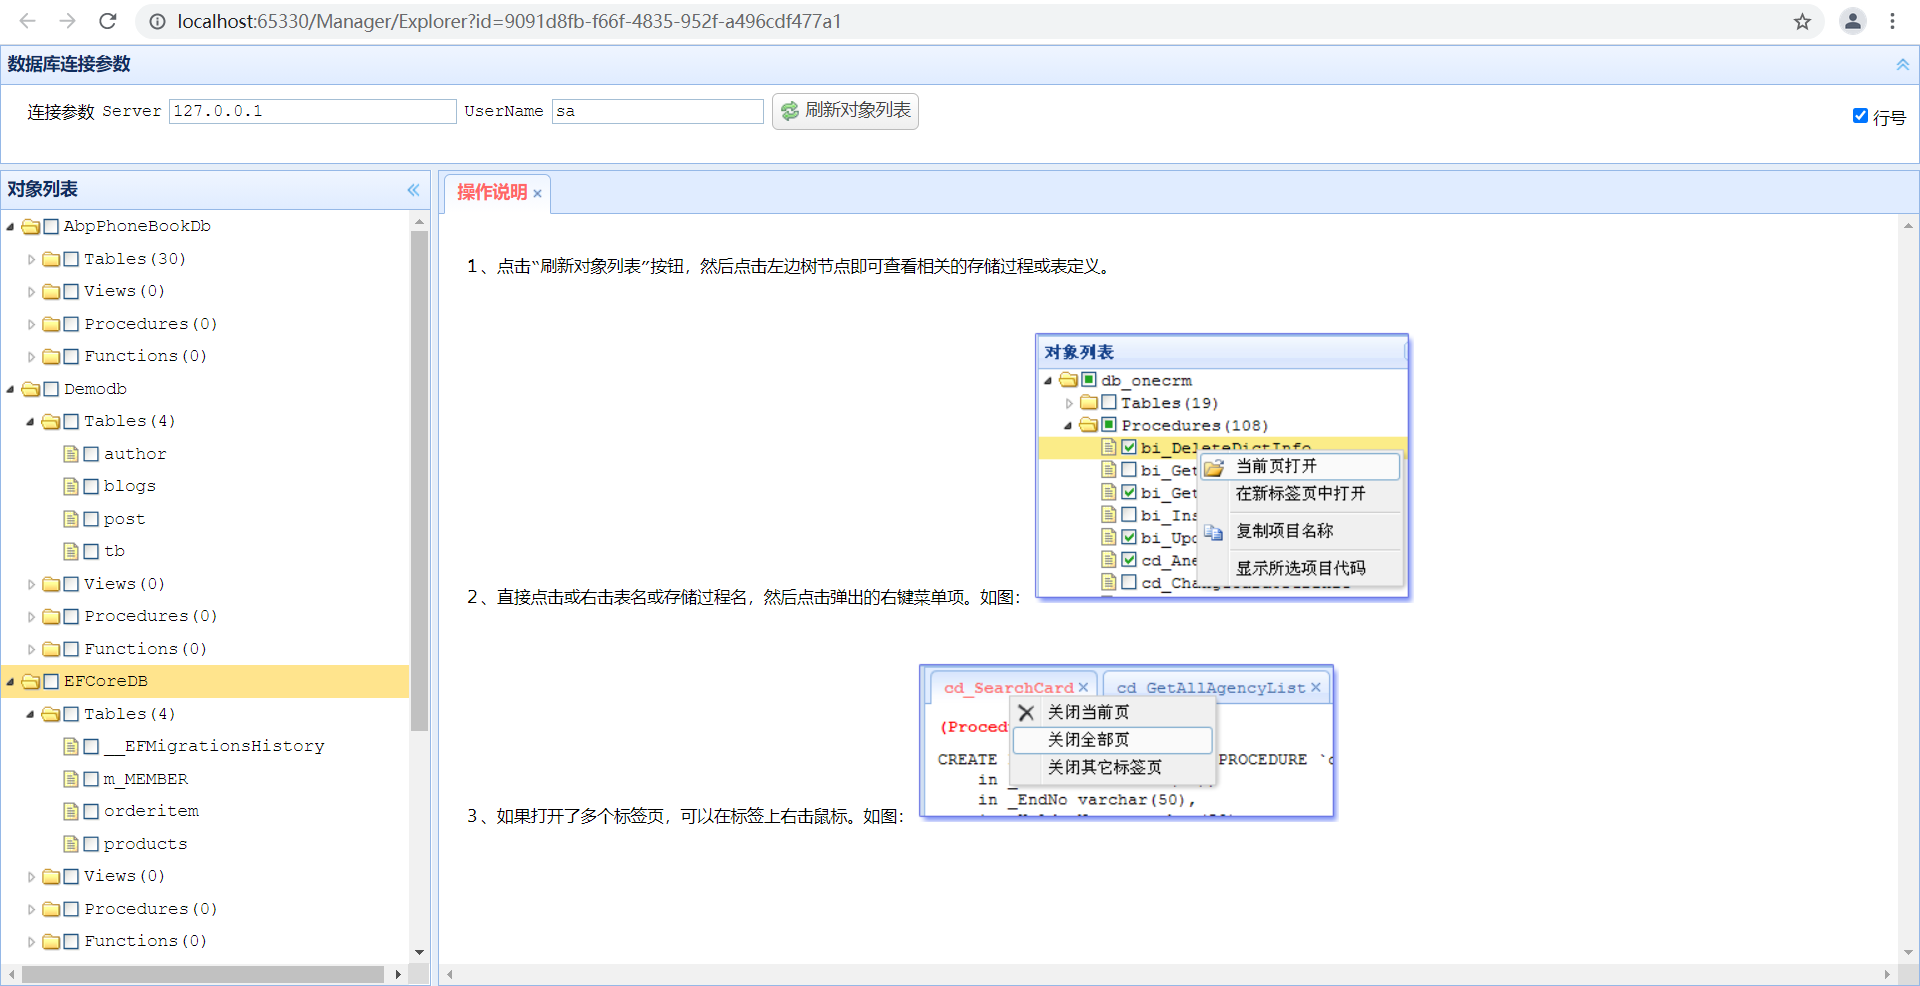 localhost:65330/Manager/Explorer?id=9091d8fb-f66f-4835-952f-a496cdf477a1
数据库连接参数
连接参数 Server 127.0.0.1 UserName sa 刷新对象列表
行号
对象列表
AbpPhoneBookDb
Tables(30)
Views(0)
Procedures(0)
Functions(0)
Demodb
Tables(4)
author
blogs
post
tb
Views(0)
Procedures(0)
Functions(0)
EFCoreDB
Tables(4)
__EFMigrationsHistory
m_MEMBER
orderitem
products
Views(0)
Procedures(0)
Functions(0)
操作说明
1、点击“刷新对象列表”按钮，然后点击左边树节点即可查看相关的存储过程或表定义。
对象列表
db_onecrm
Tables(19)
Procedures(108)
bi_DeleteDictInfo
bi_Get
bi_Get
bi_Ins
bi_Upd
cd_Ane
当前页打开
在新标签页中打开
复制项目名称
显示所选项目代码
2、直接点击或右击表名或存储过程名，然后点击弹出的右键菜单项。如图：
cd_SearchCard cd_GetAllAgencyList
(Proced
CREATE PROCEDURE `c
in
in _EndNo varchar(50),
关闭当前页
关闭全部页
关闭其它标签页
3、如果打开了多个标签页，可以在标签上右击鼠标。如图：